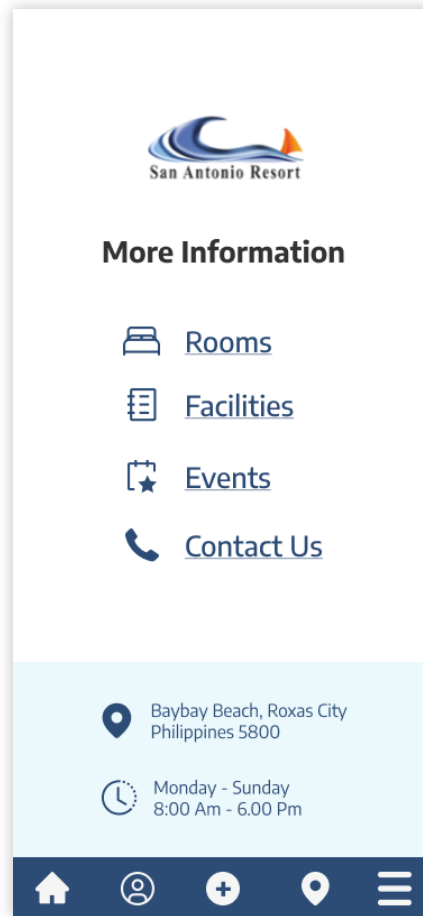 San Antonio Resort
More Information
Rooms
Facilities
Events
Contact Us
Baybay Beach, Roxas City
Philippines 5800
Monday - Sunday
8:00 Am - 6.00 Pm